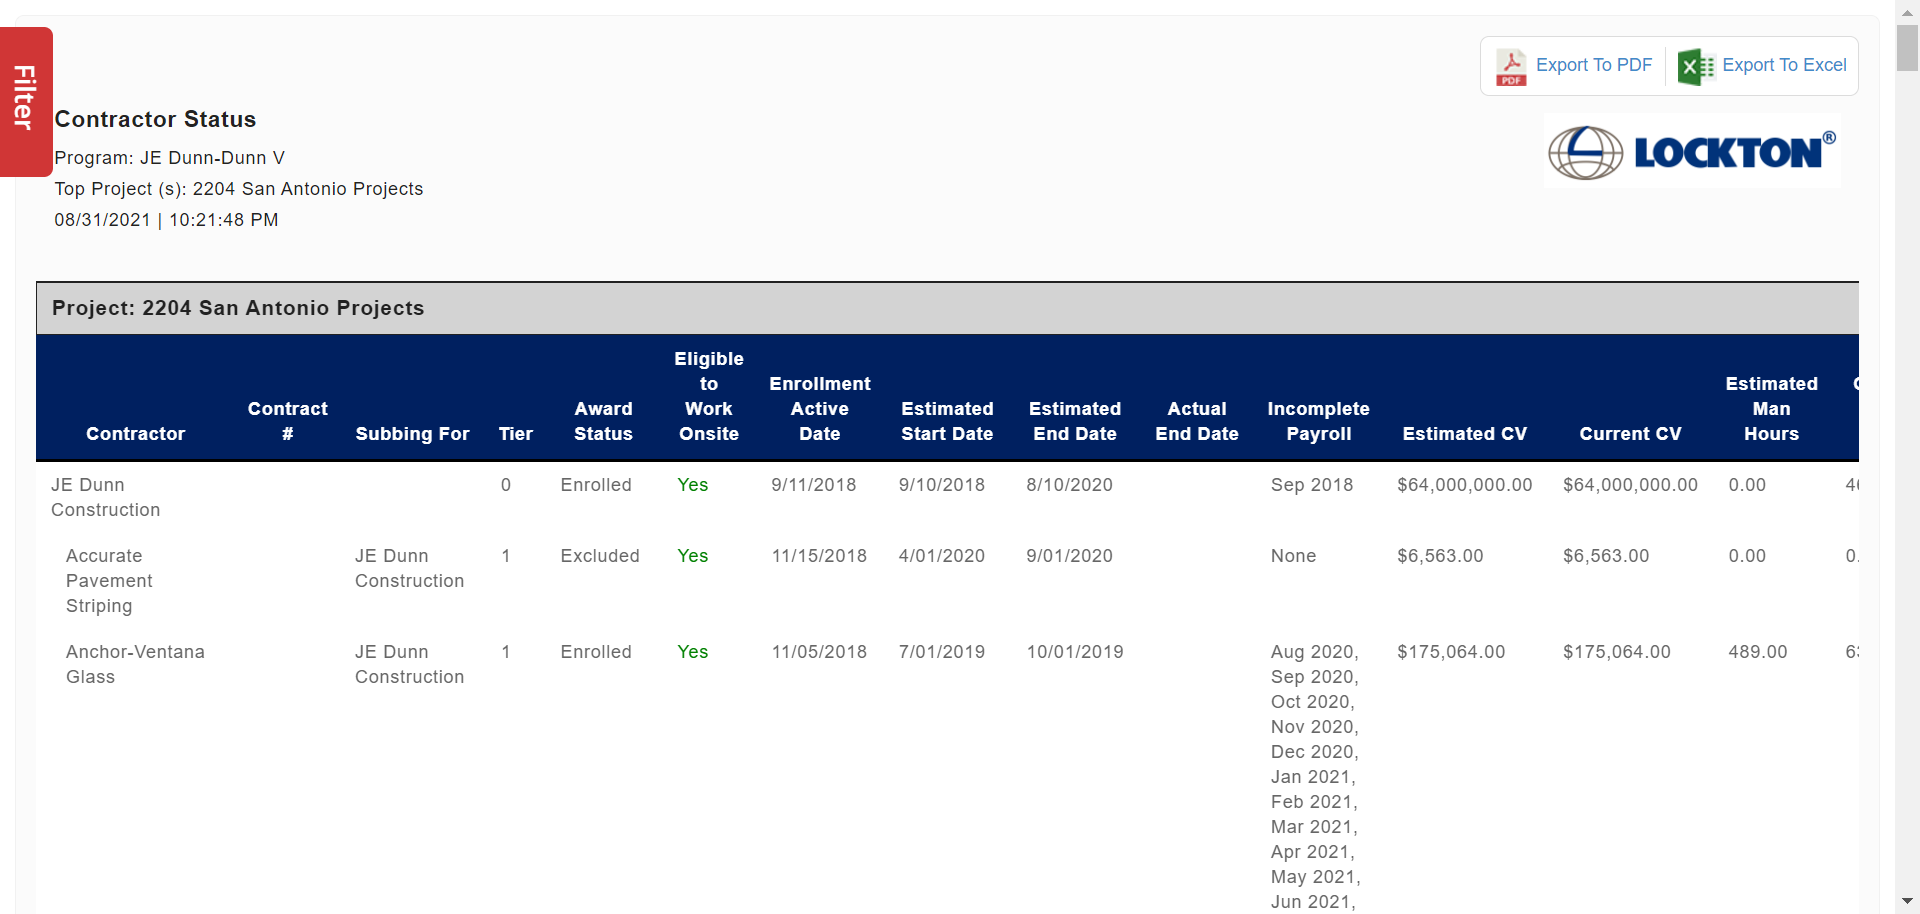 Export To PDF
Export To Excel
PDF
Filter
Contractor Status
LOCKTON®
Program: JE Dunn-Dunn V
Top Project (s): 2204 San Antonio Projects
08/31/2021 | 10:21:48 PM
Project: 2204 San Antonio Projects
Contractor
Contract #
Subbing For
Tier
Award Status
Eligible to Work Onsite
Enrollment Active Date
Estimated Start Date
Estimated End Date
Actual End Date
Incomplete Payroll
Estimated CV
Current CV
Estimated Man Hours
JE Dunn 0 Enrolled Yes 9/11/2018 9/10/2018 8/10/2020 Sep 2018 $64,000,000.00 $64,000,000.00 0.00
Construction
Accurate JE Dunn 1 Excluded Yes 11/15/2018 4/01/2020 9/01/2020 None $6,563.00 $6,563.00 0.00
Pavement Construction
Striping
Anchor-Ventana JE Dunn 1 Enrolled Yes 11/05/2018 7/01/2019 10/01/2019 Aug 2020, $175,064.00 $175,064.00 489.00
Glass Construction Sep 2020,
Oct 2020,
Nov 2020,
Dec 2020,
Jan 2021,
Feb 2021,
Mar 2021,
Apr 2021,
May 2021,
Jun 2021,